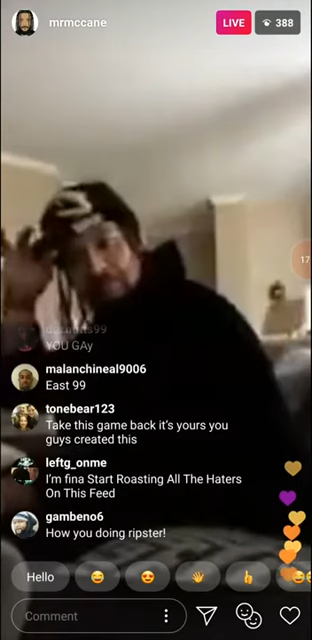 mrmccane
LIVE
388
17
YOU GAy
malanchineal9006
East 99
tonebear123
Take this game back it's yours you
guys created this
leftg_onme
I'm fina Start Roasting All The Haters
On This Feed
gambeno6
How you doing ripster!
Hello
Comment